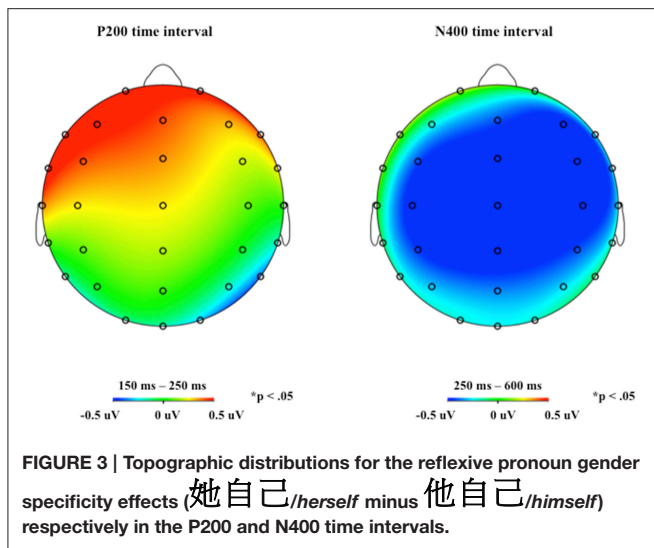 P200 time interval
N400 time interval
150 ms – 250 ms
*p < .05
-0.5 uV 0 uV 0.5 uV
250 ms – 600 ms
*p < .05
-0.5 uV 0 uV 0.5 uV
FIGURE 3 | Topographic distributions for the reflexive pronoun gender
specificity effects (她自己/herself minus 他自己/himself)
respectively in the P200 and N400 time intervals.